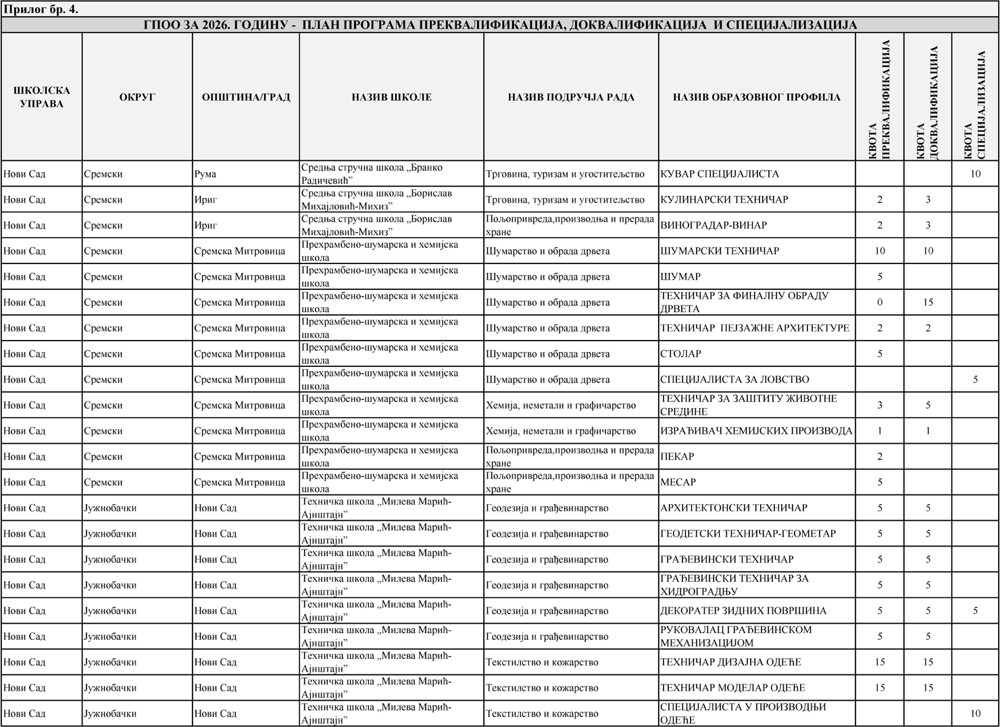 Прилог бр. 4.
ГПОО ЗА 2026. ГОДИНУ - ПЛАН ПРОГРАМА ПРЕКВАЛИФИКАЦИЈА, ДОКВАЛИФИКАЦИЈА И СПЕЦИЈАЛИЗАЦИЈА
ШКОЛСКА УПРАВА ОКРУГ ОПШТИНА/ГРАД НАЗИВ ШКОЛЕ НАЗИВ ПОДРУЧЈА РАДА НАЗИВ ОБРАЗОВНОГ ПРОФИЛА КВОТА ПРЕКВАЛИФИКАЦИЈА КВОТА ДОКВАЛИФИКАЦИЈА КВОТА СПЕЦИЈАЛИЗАЦИЈА
Нови Сад Сремски Рума Средња стручна школа „Бранко Радичевић” Трговина, туризам и угоститељство КУВАР СПЕЦИЈАЛИСТА 10
Нови Сад Сремски Ириг Средња стручна школа „Борислав Михајловић-Михиз” Трговина, туризам и угоститељство КУЛИНАРСКИ ТЕХНИЧАР 2 3
Нови Сад Сремски Ириг Средња стручна школа „Борислав Михајловић-Михиз” Пољопривреда,производња и прерада хране ВИНОГРАДАР-ВИНАР 2 3
Нови Сад Сремски Сремска Митровица Прехрамбено-шумарска и хемијска школа Шумарство и обрада дрвета ШУМАРСКИ ТЕХНИЧАР 10 10
Нови Сад Сремски Сремска Митровица Прехрамбено-шумарска и хемијска школа Шумарство и обрада дрвета ШУМАР 5
Нови Сад Сремски Сремска Митровица Прехрамбено-шумарска и хемијска школа Шумарство и обрада дрвета ТЕХНИЧАР ЗА ФИНАЛНУ ОБРАДУ ДРВЕТА 0 15
Нови Сад Сремски Сремска Митровица Прехрамбено-шумарска и хемијска школа Шумарство и обрада дрвета ТЕХНИЧАР ПЕЈЗАЖНЕ АРХИТЕКТУРЕ 2 2
Нови Сад Сремски Сремска Митровица Прехрамбено-шумарска и хемијска школа Шумарство и обрада дрвета СТОЛАР 5
Нови Сад Сремски Сремска Митровица Прехрамбено-шумарска и хемијска школа Шумарство и обрада дрвета СПЕЦИЈАЛИСТА ЗА ЛОВСТВО 5
Нови Сад Сремски Сремска Митровица Прехрамбено-шумарска и хемијска школа Хемија, неметали и графичарство ТЕХНИЧАР ЗА ЗАШТИТУ ЖИВОТНЕ СРЕДИНЕ 3 5
Нови Сад Сремски Сремска Митровица Прехрамбено-шумарска и хемијска школа Хемија, неметали и графичарство ИЗРАЂИВАЧ ХЕМИЈСКИХ ПРОИЗВОДА 1 1
Нови Сад Сремски Сремска Митровица Прехрамбено-шумарска и хемијска школа Пољопривреда,производња и прерада хране ПЕКАР 2
Нови Сад Сремски Сремска Митровица Прехрамбено-шумарска и хемијска школа Пољопривреда,производња и прерада хране МЕСАР 5
Нови Сад Јужнобачки Нови Сад Техничка школа „Милева Марић-Ајнштајн” Геодезија и грађевинарство АРХИТЕКТОНСКИ ТЕХНИЧАР 5 5
Нови Сад Јужнобачки Нови Сад Техничка школа „Милева Марић-Ајнштајн” Геодезија и грађевинарство ГЕОДЕТСКИ ТЕХНИЧАР-ГЕОМЕТАР 5 5
Нови Сад Јужнобачки Нови Сад Техничка школа „Милева Марић-Ајнштајн” Геодезија и грађевинарство ГРАЂЕВИНСКИ ТЕХНИЧАР 5 5
Нови Сад Јужнобачки Нови Сад Техничка школа „Милева Марић-Ајнштајн” Геодезија и грађевинарство ГРАЂЕВИНСКИ ТЕХНИЧАР ЗА ХИДРОГРАДЊУ 5 5
Нови Сад Јужнобачки Нови Сад Техничка школа „Милева Марић-Ајнштајн” Геодезија и грађевинарство ДЕКОРАТЕР ЗИДНИХ ПОВРШИНА 5 5 5
Нови Сад Јужнобачки Нови Сад Техничка школа „Милева Марић-Ајнштајн” Геодезија и грађевинарство РУКОВАЛАЦ ГРАЂЕВИНСКОМ МЕХАНИЗАЦИЈОМ 5 5
Нови Сад Јужнобачки Нови Сад Техничка школа „Милева Марић-Ајнштајн” Текстилство и кожарство ТЕХНИЧАР ДИЗАЈНА ОДЕЋЕ 15 15
Нови Сад Јужнобачки Нови Сад Техничка школа „Милева Марић-Ајнштајн” Текстилство и кожарство ТЕХНИЧАР МОДЕЛАР ОДЕЋЕ 15 15
Нови Сад Јужнобачки Нови Сад Техничка школа „Милева Марић-Ајнштајн” Текстилство и кожарство СПЕЦИЈАЛИСТА У ПРОИЗВОДЊИ ОДЕЋЕ 10